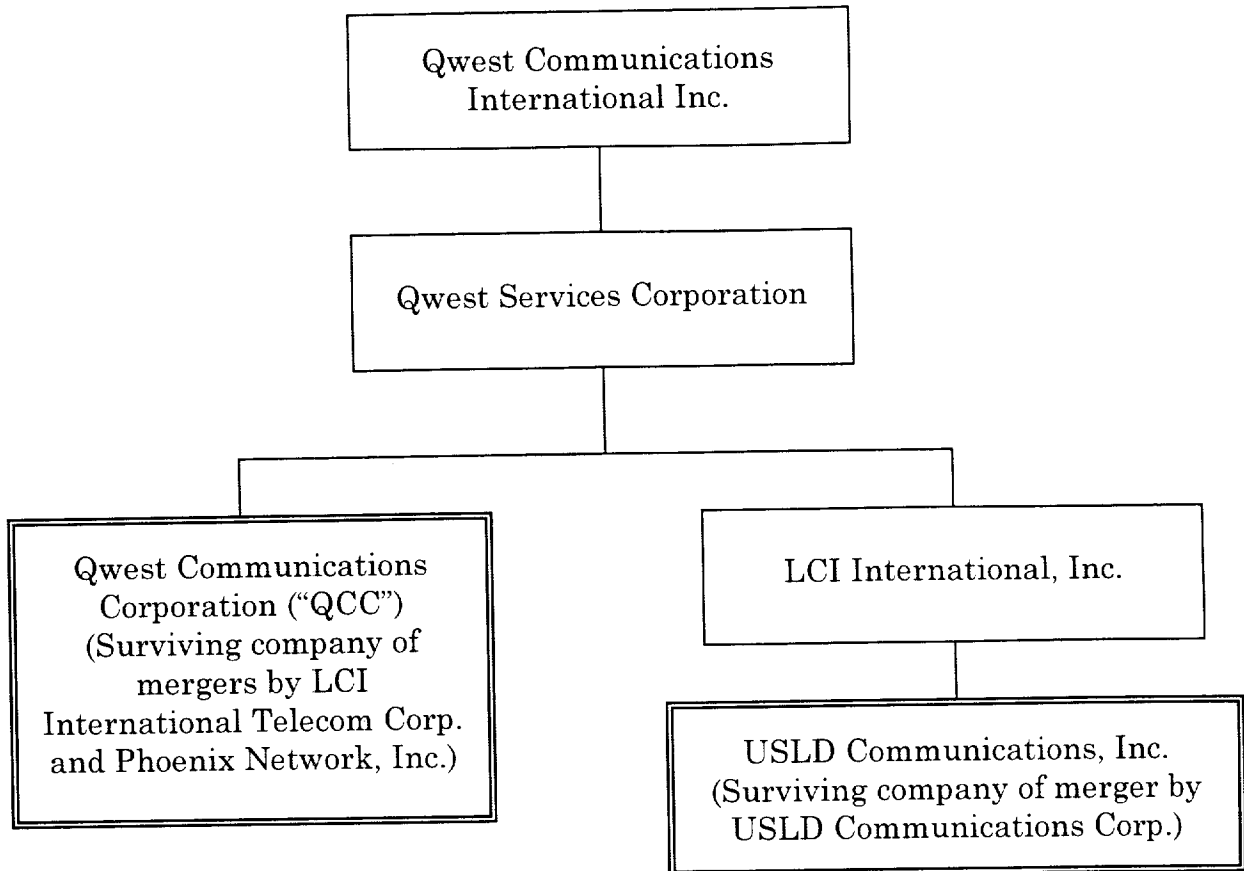 Qwest Communications
International Inc.
Qwest Services Corporation
Qwest Communications
Corporation (“QCC”)
(Surviving company of
mergers by LCI
International Telecom Corp.
and Phoenix Network, Inc.)
LCI International, Inc.
USLD Communications, Inc.
(Surviving company of merger by
USLD Communications Corp.)